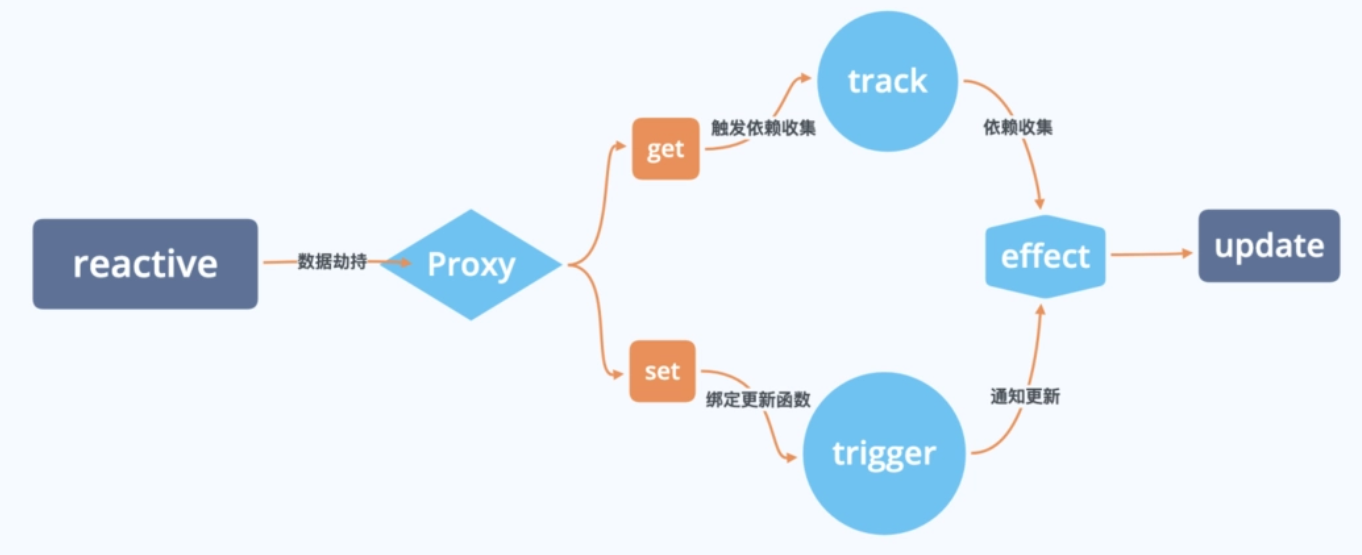 reactive
数据劫持
Proxy
get
触发依赖收集
track
依赖收集
set
绑定更新函数
trigger
通知更新
effect
update